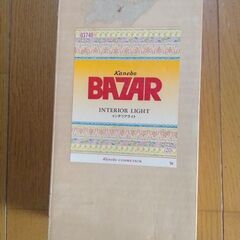 Kanebo
BAZAR
INTERIOR LIGHT
インテリアライト
Kanebo COSMETICS